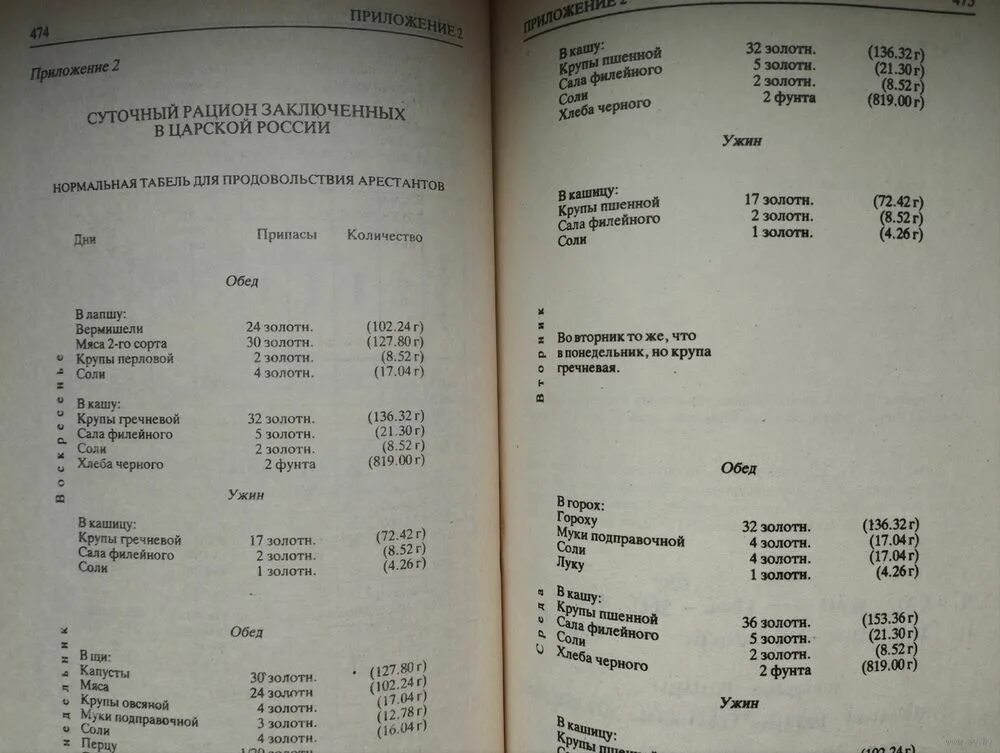 474
ПРИЛОЖЕНИЕ 2
Приложение 2
СУТОЧНЫЙ РАЦИОН ЗАКЛЮЧЕННЫХ
В ЦАРСКОЙ РОССИИ
НОРМАЛЬНАЯ ТАБЕЛЬ ДЛЯ ПРОДОВОЛЬСТВИЯ АРЕСТАНТОВ
Дни Припасы Количество
Обед
Воскресенье
В лапшу:
Вермишели 24 золотн. (102.24 г)
Мяса 2-го сорта 30 золотн. (127.80 г)
Крупы перловой 2 золотн. (8.52 г)
Соли 4 золотн. (17.04 г)
В кашу:
Крупы гречневой 32 золотн. (136.32 г)
Сала филейного 5 золотн. (21.30 г)
Соли 2 золотн. (8.52 г)
Хлеба черного 2 фунта (819.00 г)
Ужин
В кашицу:
Крупы гречневой 17 золотн. (72.42 г)
Сала филейного 2 золотн. (8.52 г)
Соли 1 золотн. (4.26 г)
Обед
В щи:
Капусты 30 золотн. (127.80 г)
Мяса 24 золотн (102.24 г)
Крупы овсяной 4 золотн. (17.04 г)
Муки подправочной 3 золотн. (12.78 г)
Соли 4 золотн. (16.04 г)
Перцу
ПРИЛОЖЕНИЕ 2
475
В кашу:
Крупы пшенной 32 золотн. (136.32 г)
Сала филейного 5 золотн. (21.30 г)
Соли 2 золотн. (8.52 г)
Хлеба черного 2 фунта (819.00 г)
Ужин
В кашицу:
Крупы пшенной 17 золотн. (72.42 г)
Сала филейного 2 золотн. (8.52 г)
Соли 1 золотн. (4.26 г)
Вторник
Во вторник то же, что
в понедельник, но крупа
гречневая.
Обед
Среда
В горох:
Гороху 32 золотн. (136.32 г)
Муки подправочной 4 золотн. (17.04 г)
Соли 4 золотн. (17.04 г)
Луку 1 золотн. (4.26 г)
В кашу:
Крупы пшенной 36 золотн. (153.36 г)
Сала филейного 5 золотн. (21.30 г)
Соли 2 золотн. (8.52 г)
Хлеба черного 2 фунта (819.00 г)
Ужин
В кашицу:
Крупы пшенной